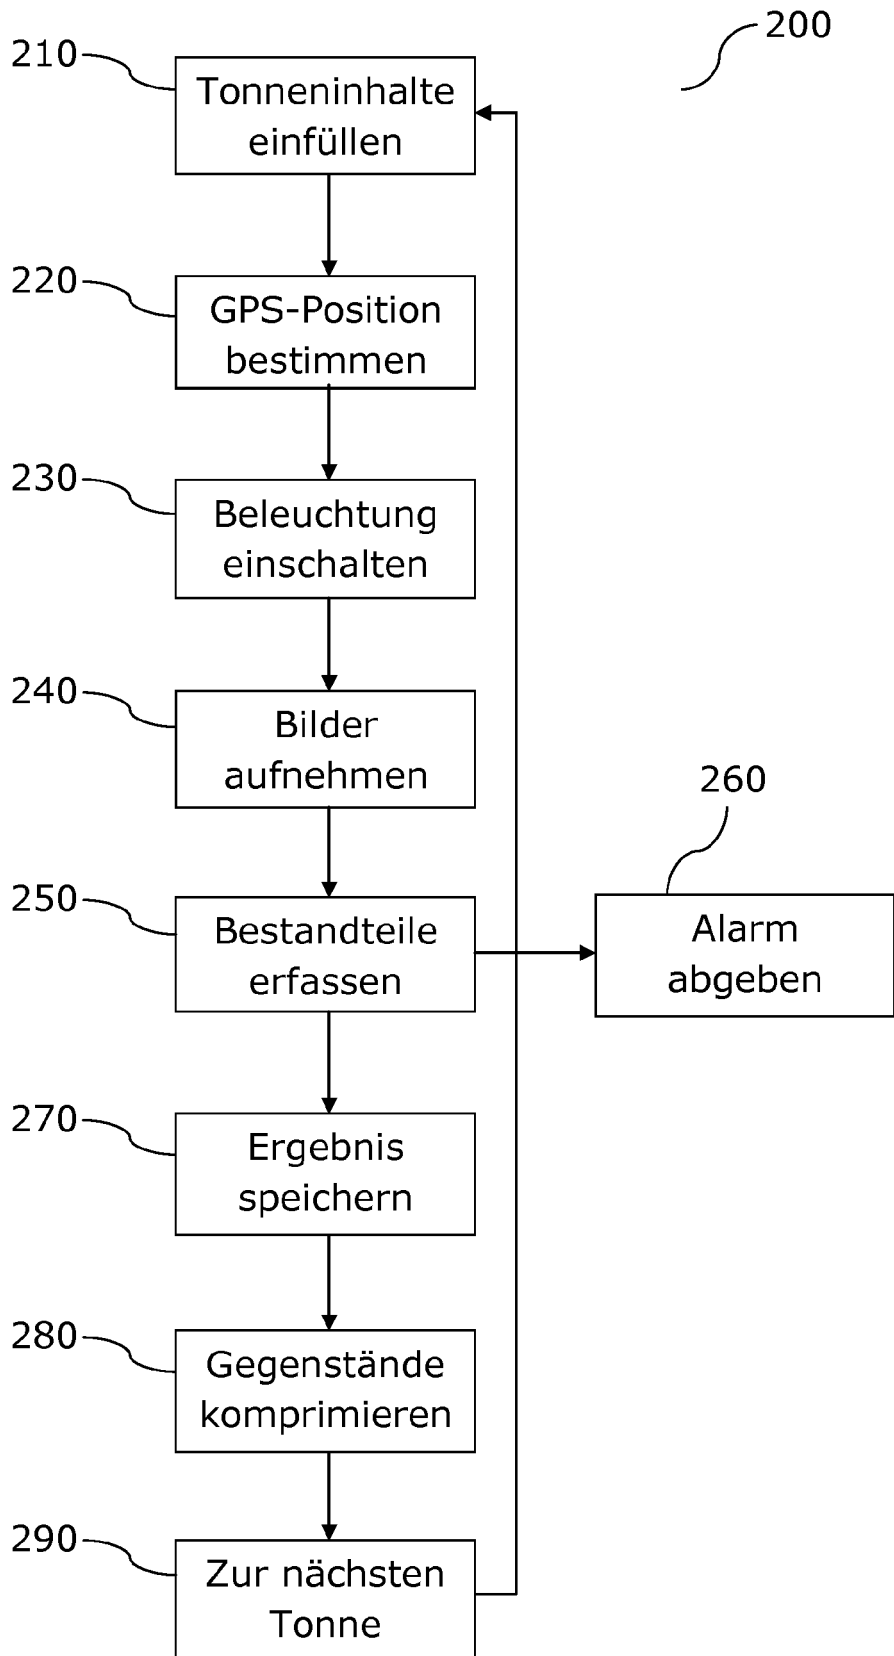 200
210
Tonneninhalte
einfüllen
220
GPS-Position
bestimmen
230
Beleuchtung
einschalten
240
Bilder
aufnehmen
250
Bestandteile
erfassen
260
Alarm
abgeben
270
Ergebnis
speichern
280
Gegenstände
komprimieren
290
Zur nächsten
Tonne